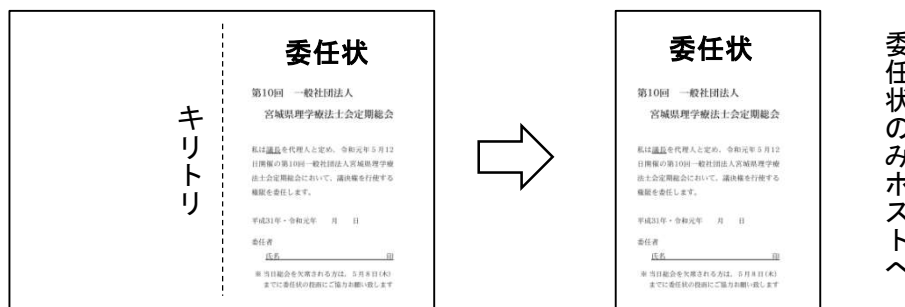 キリトリ
委任状
第10回　一般社団法人
宮城県理学療法士会定期総会
私は議長を代理人と定め、令和元年５月12
日開催の第10回一般社団法人宮城県理学療
法士会定期総会において、議決権を行使する
権限を委任します。
平成31年・令和元年　月　日
委任者
氏名　印
※ 当日総会を欠席される方は、５月８日(水)
までに委任状の投函にご協力お願い致します
委任状
第10回　一般社団法人
宮城県理学療法士会定期総会
私は議長を代理人と定め、令和元年５月12
日開催の第10回一般社団法人宮城県理学療
法士会定期総会において、議決権を行使する
権限を委任します。
平成31年・令和元年　月　日
委任者
氏名　印
※ 当日総会を欠席される方は、５月８日(水)
までに委任状の投函にご協力お願い致します
委任状のみポストへ